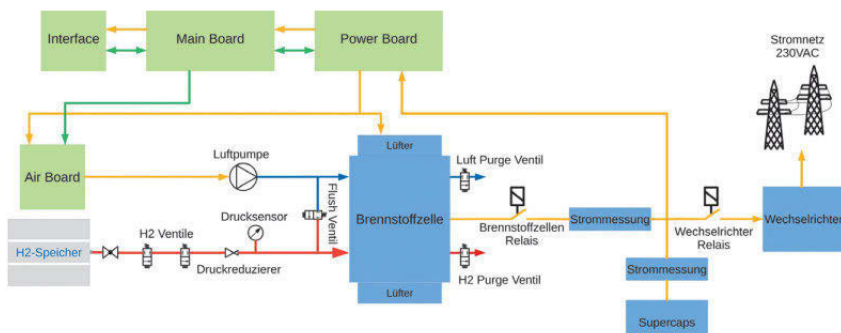 Interface
Main Board
Power Board
Stromnetz
230VAC
Air Board
Luftpumpe
Lüfter
Luft Purge Ventil
Flush
Ventil
Drucksensor
Brennstoffzelle
Brennstoffzellen
Relais
Strommessung
Wechselrichter
Relais
Wechselrichter
H2-Speicher
H2 Ventile
Druckreduzierer
H2 Purge Ventil
Strommessung
Lüfter
Supercaps